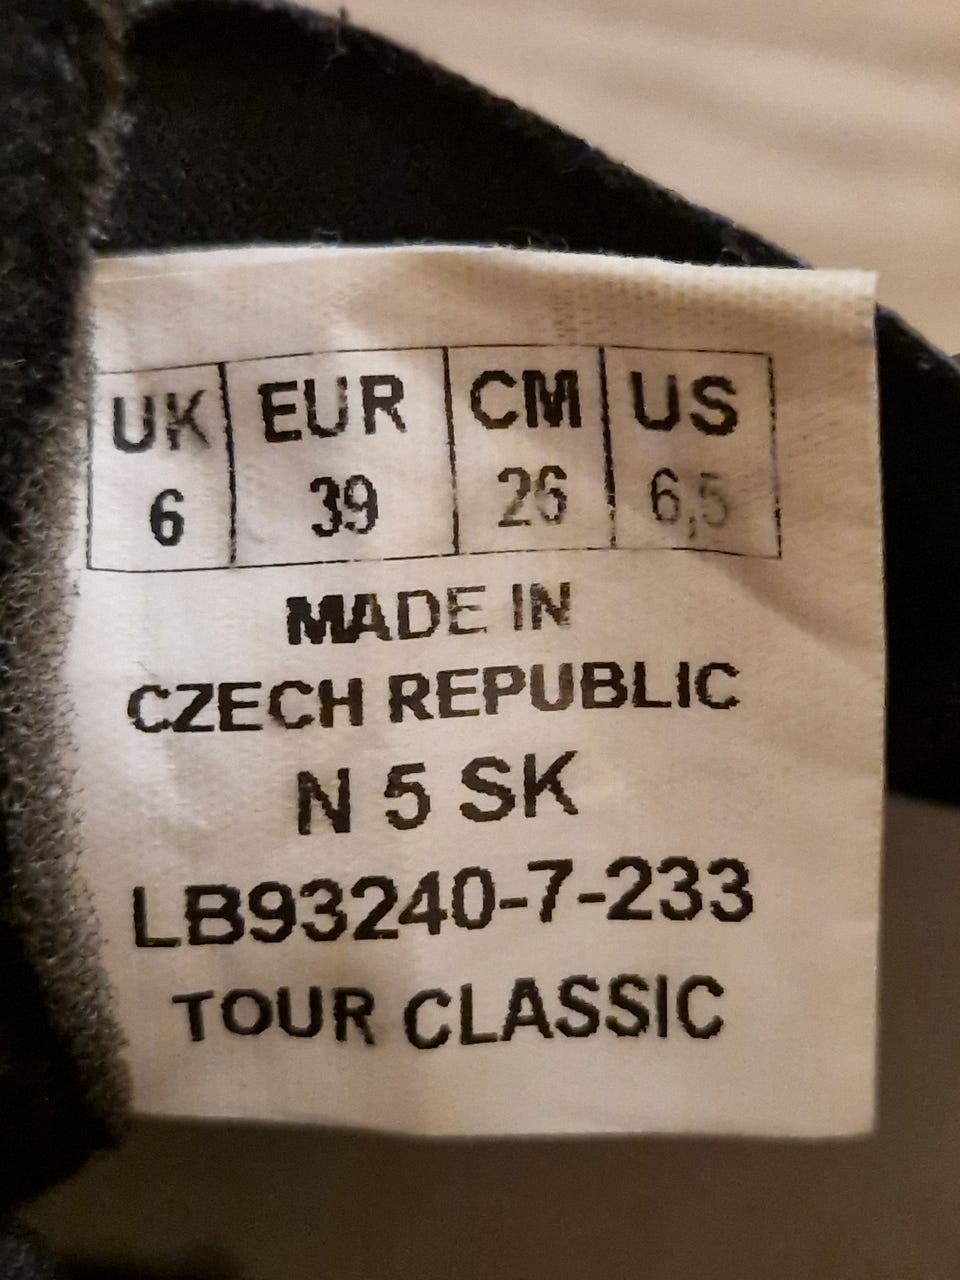 UK EUR CM US
6 39 26 6,5
MADE IN
CZECH REPUBLIC
N 5 SK
LB93240-7-233
TOUR CLASSIC